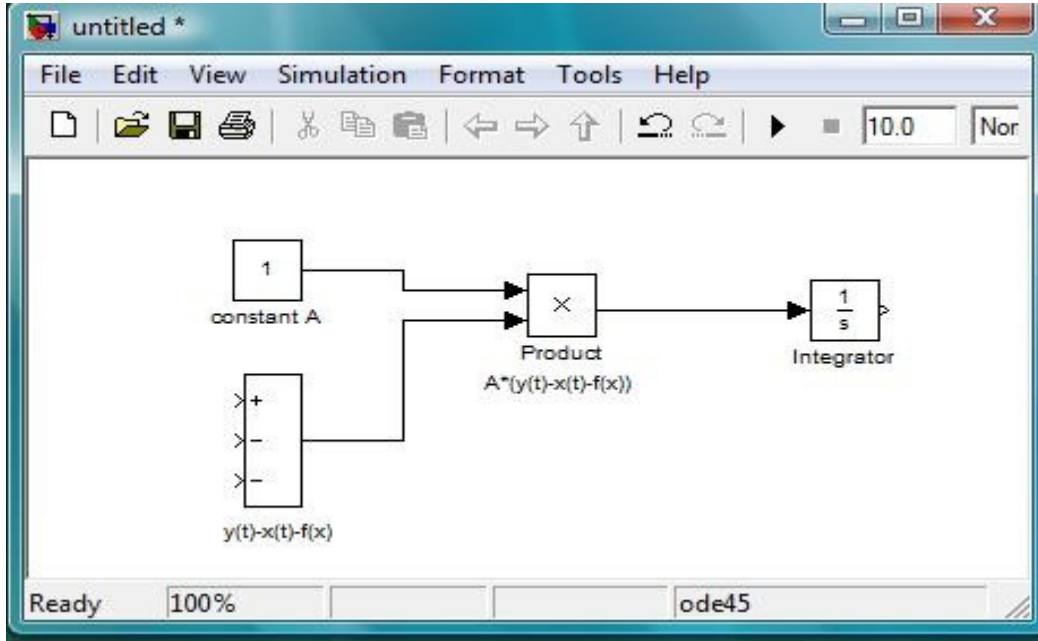 untitled *
File Edit View Simulation Format Tools Help
10.0 Nor
1
constant A
×
Product
A*(y(t)-x(t)-f(x))
1
s
Integrator
+
−
−
y(t)-x(t)-f(x)
Ready 100% ode45